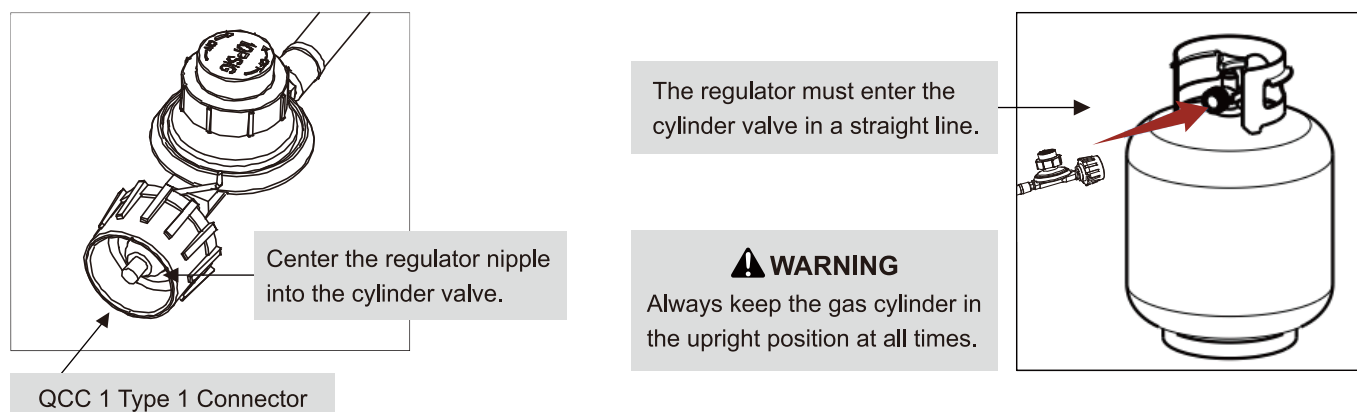 10PSIG
Center the regulator nipple
into the cylinder valve.
QCC 1 Type 1 Connector
The regulator must enter the
cylinder valve in a straight line.
WARNING
Always keep the gas cylinder in
the upright position at all times.